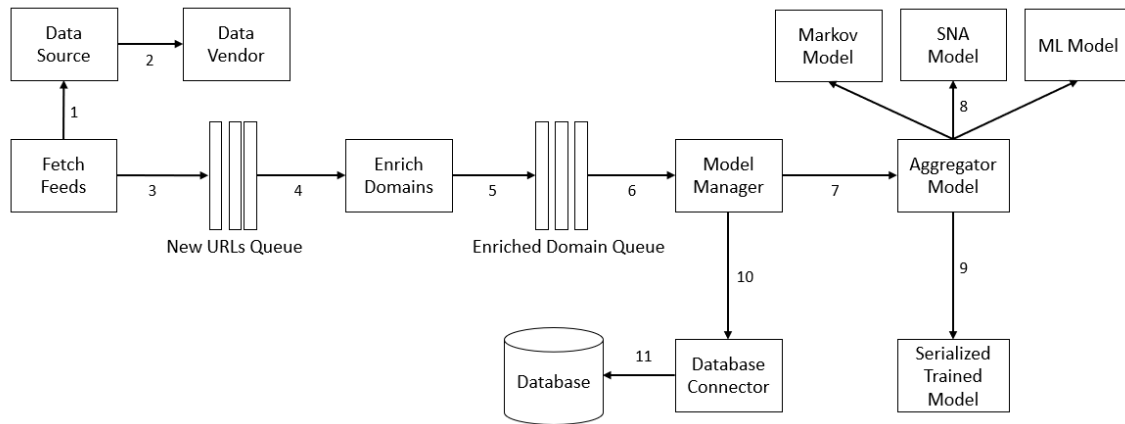 Data
Source
2
Data
Vendor
Markov
Model
SNA
Model
ML Model
1
8
Fetch
Feeds
3
4
Enrich
Domains
5
6
Model
Manager
7
Aggregator
Model
New URLs Queue
Enriched Domain Queue
10
9
Database
11
Database
Connector
Serialized
Trained
Model